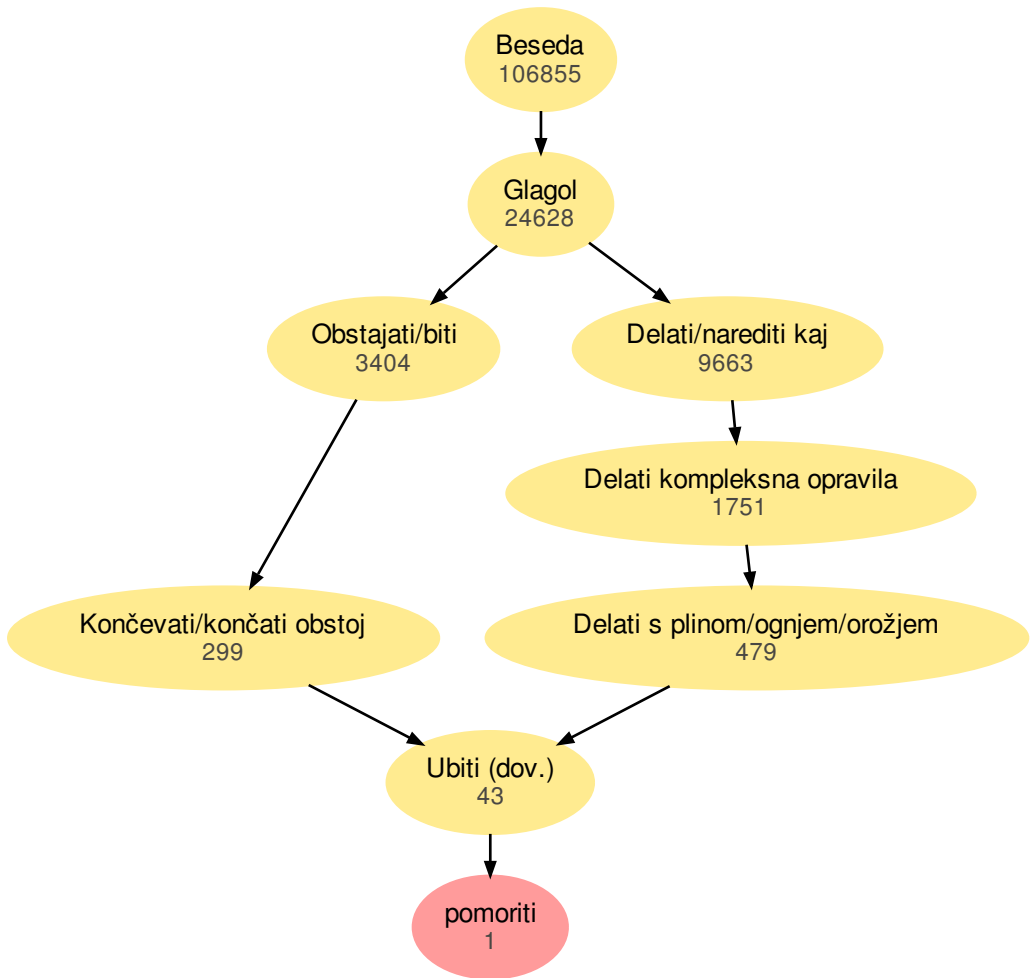 Beseda
106855
Glagol
24628
Obstajati/biti
3404
Delati/narediti kaj
9663
Delati kompleksna opravila
1751
Končevati/končati obstoj
299
Delati s plinom/ognjem/orožjem
479
Ubiti (dov.)
43
pomoriti
1